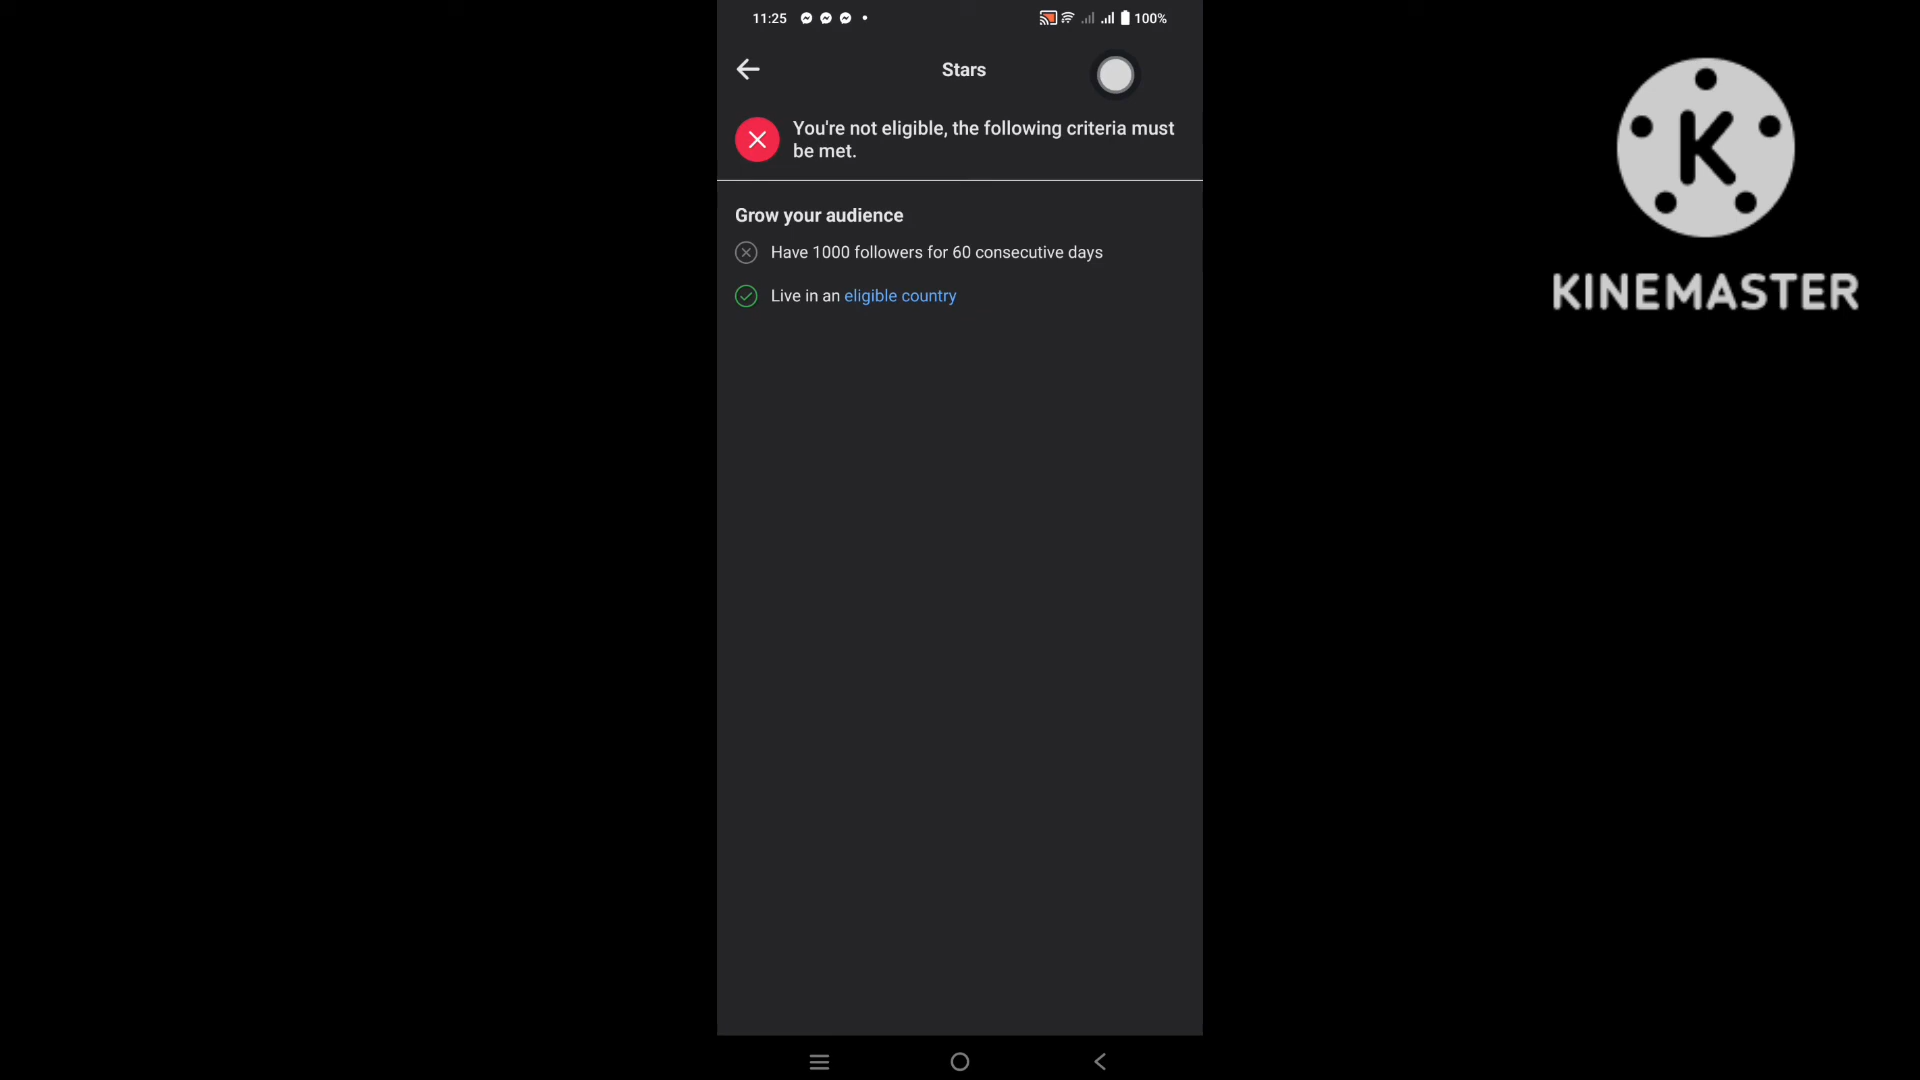 11:25
100%
Stars
You're not eligible, the following criteria must
be met.
Grow your audience
Have 1000 followers for 60 consecutive days
Live in an eligible country
K
KINEMASTER